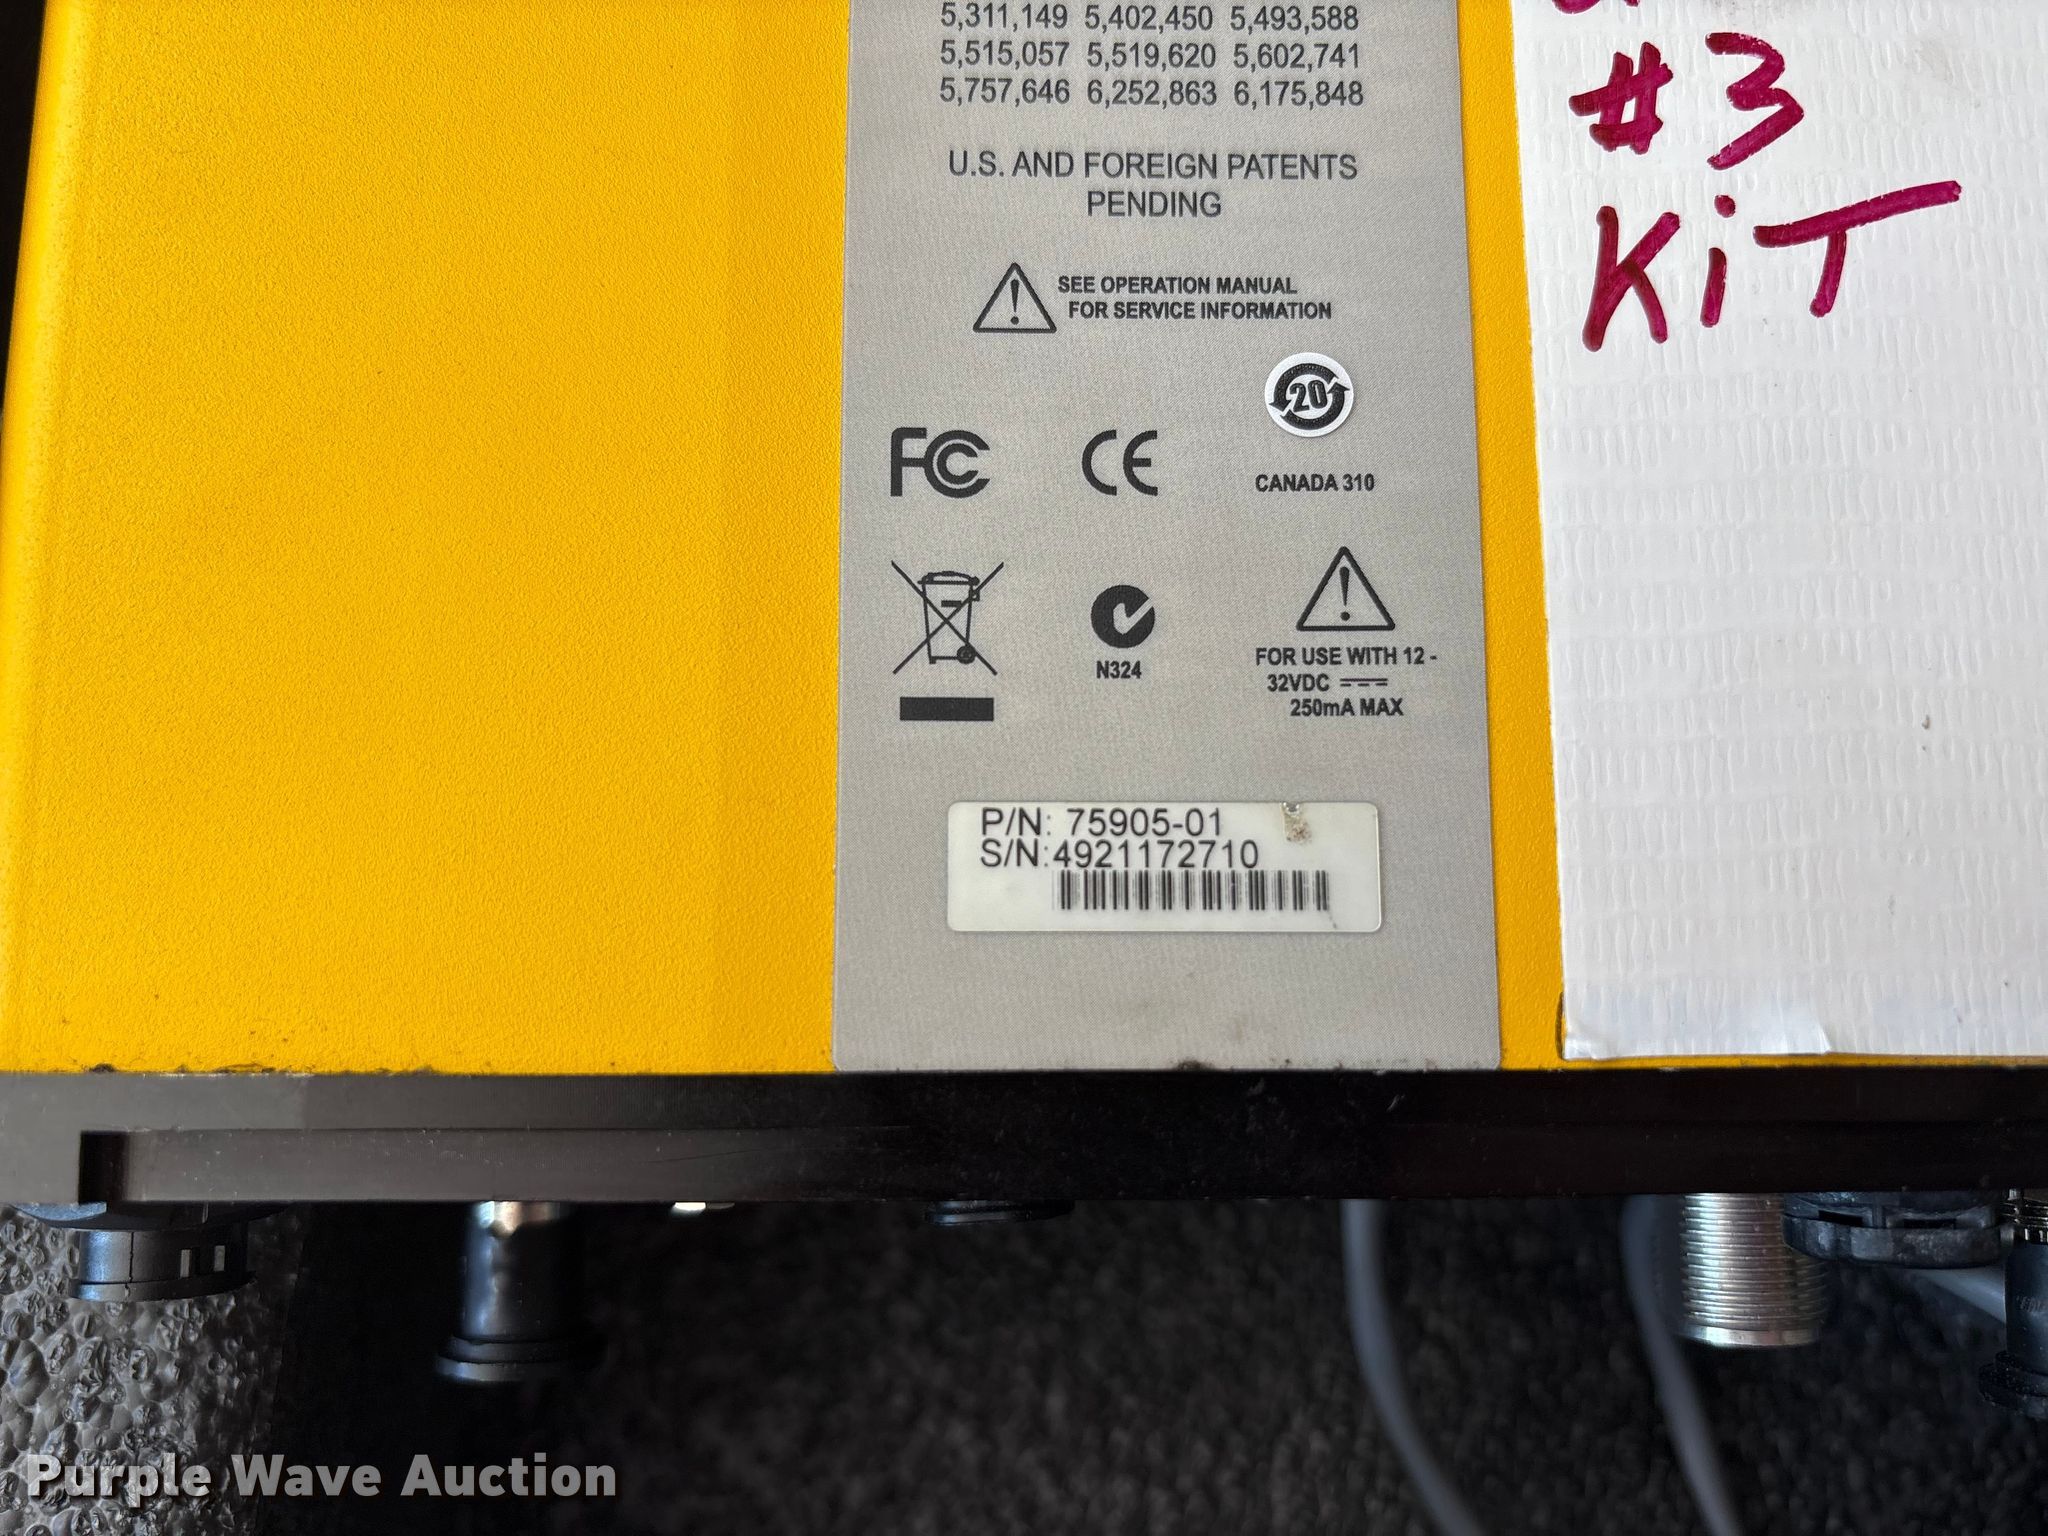 5,311,149 5,402,450 5,493,588
5,515,057 5,519,620 5,602,741
5,757,646 6,252,863 6,175,848
U.S. AND FOREIGN PATENTS
PENDING
SEE OPERATION MANUAL
FOR SERVICE INFORMATION
20
FC CE
CANADA 310
N324
FOR USE WITH 12 -
32VDC
250mA MAX
P/N: 75905-01
S/N:4921172710
#3
KiT
Purple Wave Auction